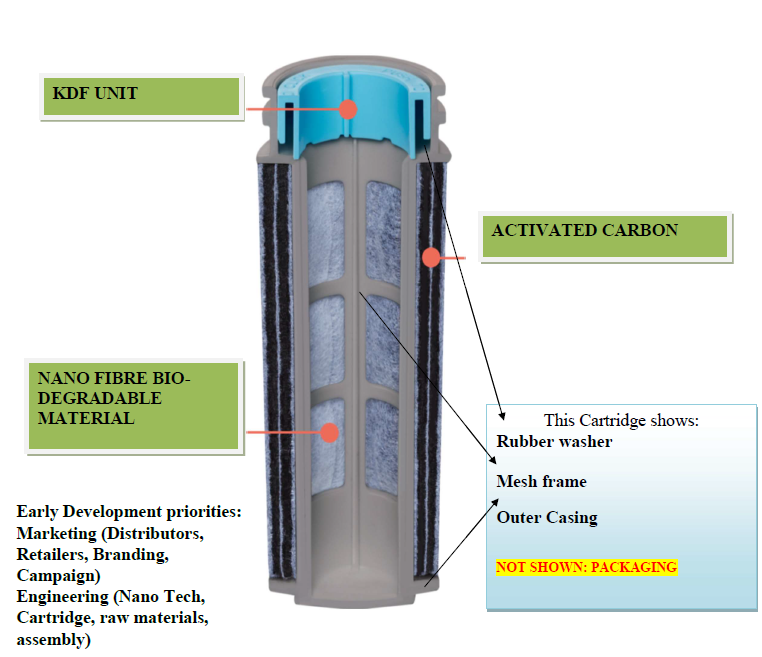 KDF UNIT
ACTIVATED CARBON
NANO FIBRE BIO-
DEGRADABLE
MATERIAL
This Cartridge shows:
Rubber washer
Mesh frame
Outer Casing
NOT SHOWN: PACKAGING
Early Development priorities:
Marketing (Distributors,
Retailers, Branding,
Campaign)
Engineering (Nano Tech,
Cartridge, raw materials,
assembly)